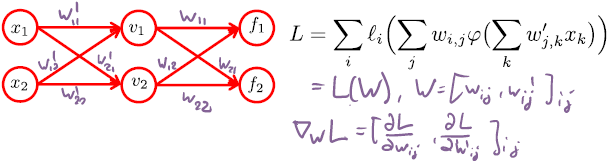 x₁ w'₁₁ v₁ w₁₁ f₁
w'₁₂ w'₂₁ w₁₂ w₂₁
x₂ w'₂₂ v₂ w₂₂ f₂
L = ∑ᵢ ℓᵢ(∑ⱼ wᵢ,ⱼ φ(∑ₖ w'ⱼ,ₖ xₖ))
= L(W), W = [wᵢⱼ, w'ᵢⱼ]ᵢⱼ
∇_W L = [∂L/∂wᵢⱼ, ∂L/∂w'ᵢⱼ]ᵢⱼ